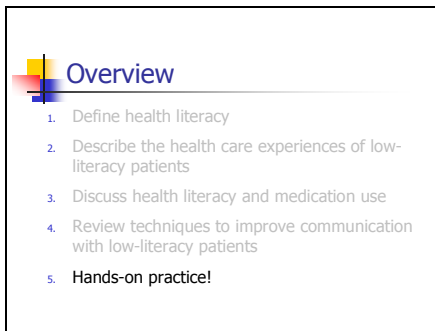 Overview
1. Define health literacy
2. Describe the health care experiences of low-
literacy patients
3. Discuss health literacy and medication use
4. Review techniques to improve communication
with low-literacy patients
5. Hands-on practice!